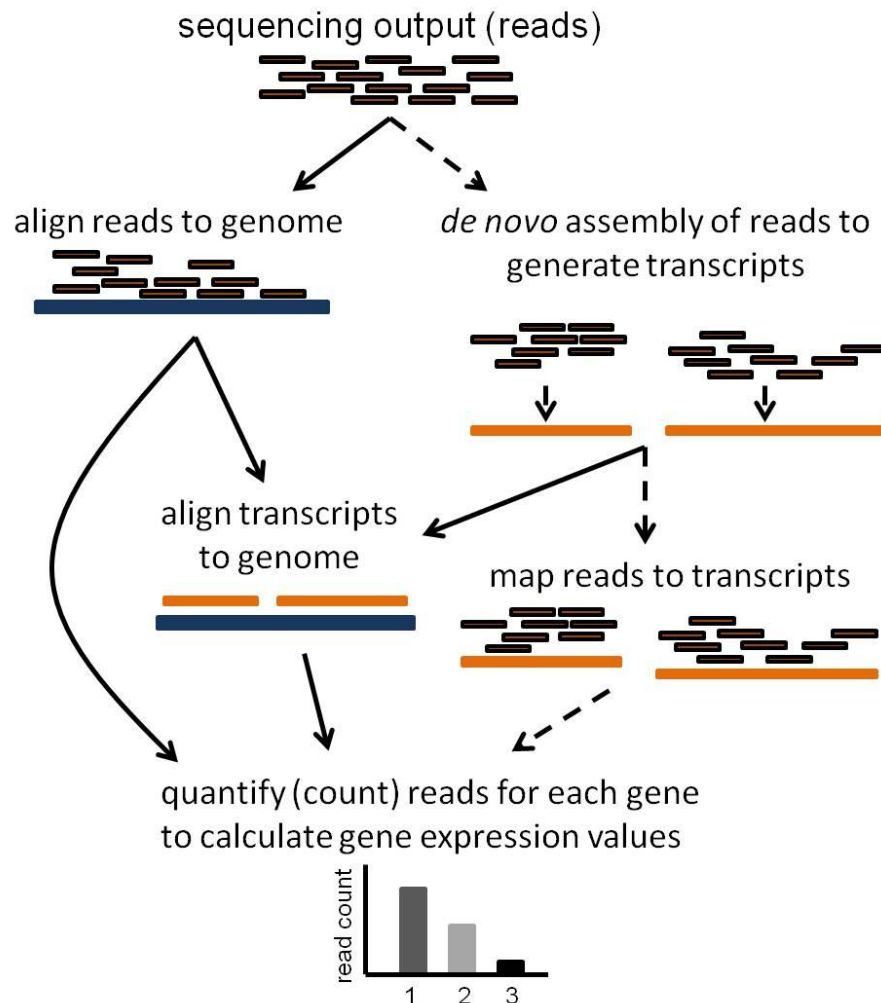 sequencing output (reads)
align reads to genome
de novo assembly of reads to
generate transcripts
align transcripts
to genome
map reads to transcripts
quantify (count) reads for each gene
to calculate gene expression values
read count
1 2 3